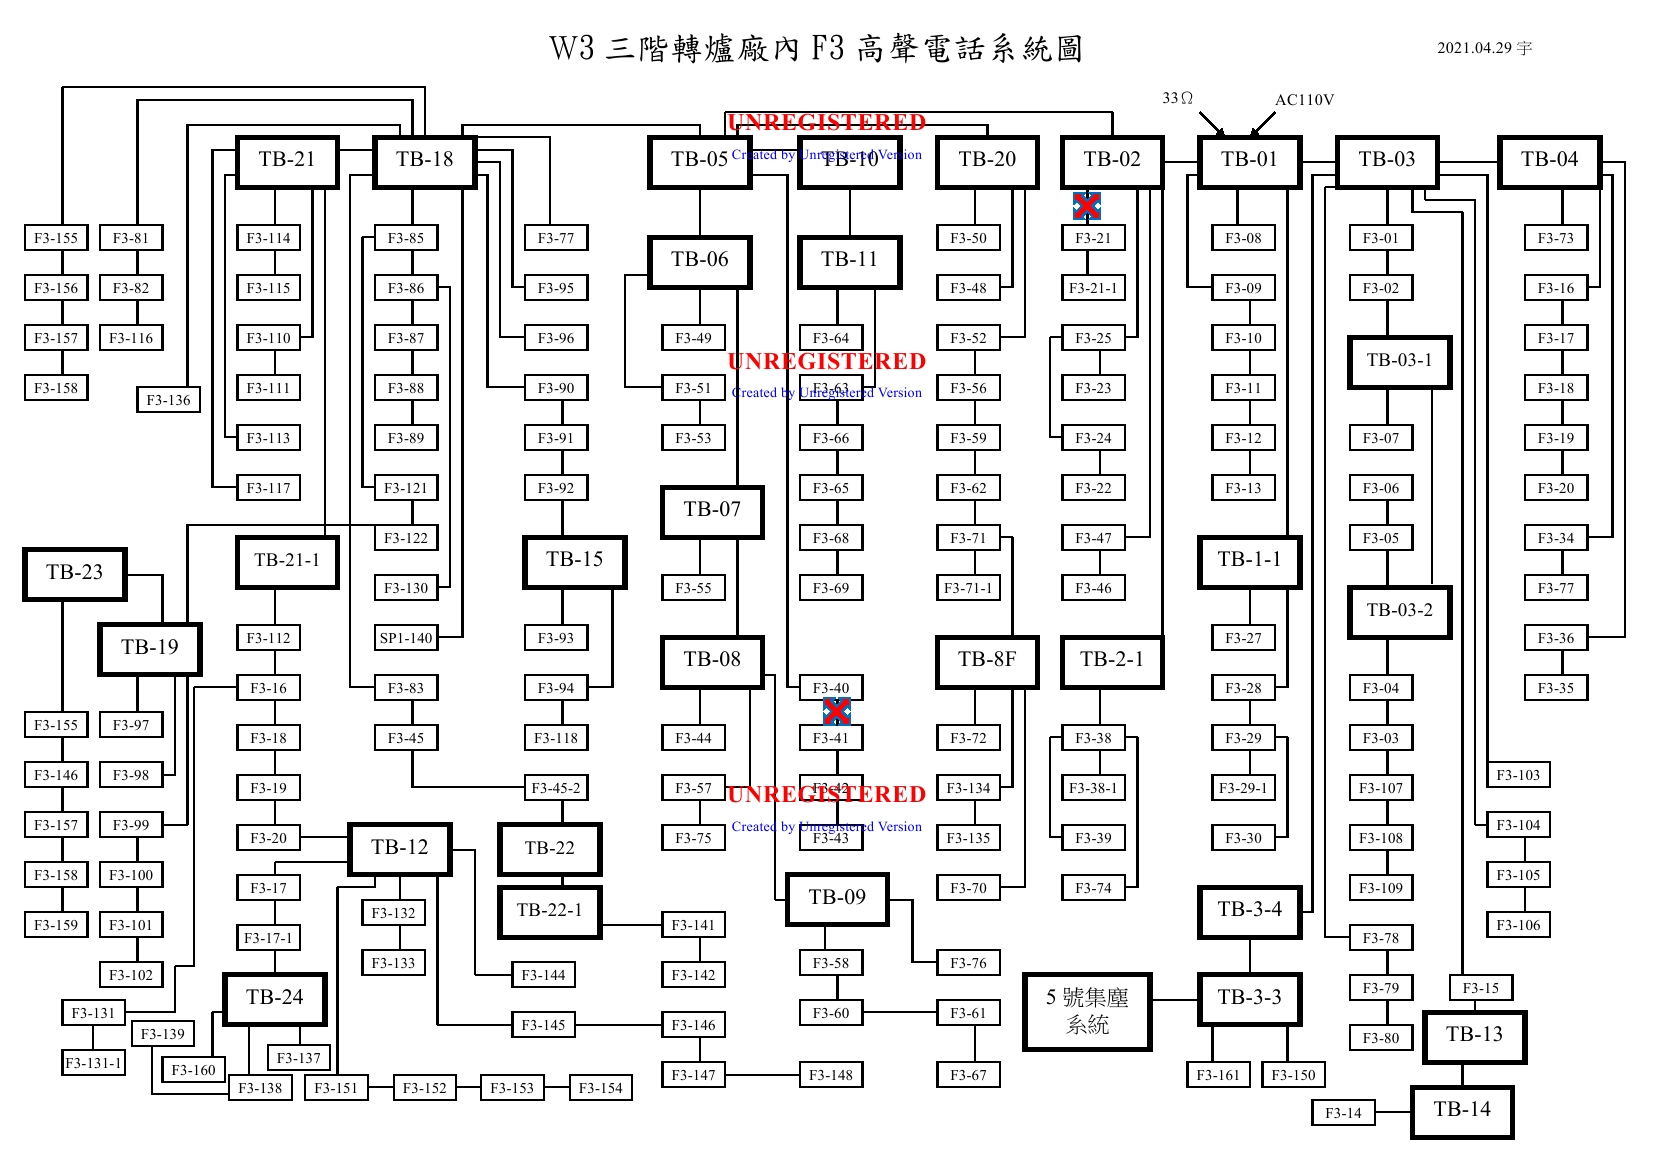 W3 三階轉爐廠內 F3 高聲電話系統圖
2021.04.29 宇
33Ω
AC110V
UNREGISTERED
Created by Unregistered Version
TB-21
TB-18
TB-05
TB-10
TB-20
TB-02
TB-01
TB-03
TB-04
F3-155
F3-81
F3-114
F3-85
F3-77
F3-50
F3-21
F3-08
F3-01
F3-73
TB-06
TB-11
F3-156
F3-82
F3-115
F3-86
F3-95
F3-48
F3-21-1
F3-09
F3-02
F3-16
F3-157
F3-116
F3-110
F3-87
F3-96
F3-49
F3-64
F3-52
F3-25
F3-10
TB-03-1
F3-17
UNREGISTERED
Created by Unregistered Version
F3-158
F3-136
F3-111
F3-88
F3-90
F3-51
F3-63
F3-56
F3-23
F3-11
F3-18
F3-113
F3-89
F3-91
F3-53
F3-66
F3-59
F3-24
F3-12
F3-07
F3-19
F3-117
F3-121
F3-92
TB-07
F3-65
F3-62
F3-22
F3-13
F3-06
F3-20
F3-122
F3-68
F3-71
F3-47
F3-05
F3-34
TB-23
TB-21-1
TB-15
TB-1-1
F3-130
F3-55
F3-69
F3-71-1
F3-46
TB-03-2
F3-77
TB-19
F3-112
SP1-140
F3-93
TB-08
TB-8F
TB-2-1
F3-27
F3-36
F3-16
F3-83
F3-94
F3-40
F3-28
F3-04
F3-35
F3-155
F3-97
F3-18
F3-45
F3-118
F3-44
F3-41
F3-72
F3-38
F3-29
F3-03
F3-146
F3-98
F3-19
F3-45-2
F3-57
F3-42
F3-134
F3-38-1
F3-29-1
F3-107
F3-103
UNREGISTERED
Created by Unregistered Version
F3-157
F3-99
F3-20
TB-12
TB-22
F3-75
F3-43
F3-135
F3-39
F3-30
F3-108
F3-104
F3-158
F3-100
F3-17
F3-70
F3-74
F3-109
F3-105
F3-159
F3-101
F3-17-1
F3-132
TB-22-1
F3-141
TB-09
TB-3-4
F3-78
F3-106
F3-102
F3-133
F3-144
F3-142
F3-58
F3-76
TB-24
5 號集塵
系統
TB-3-3
F3-79
F3-15
F3-131
F3-139
F3-145
F3-146
F3-60
F3-61
F3-80
TB-13
F3-131-1
F3-160
F3-137
F3-138
F3-151
F3-152
F3-153
F3-154
F3-147
F3-148
F3-67
F3-161
F3-150
F3-14
TB-14